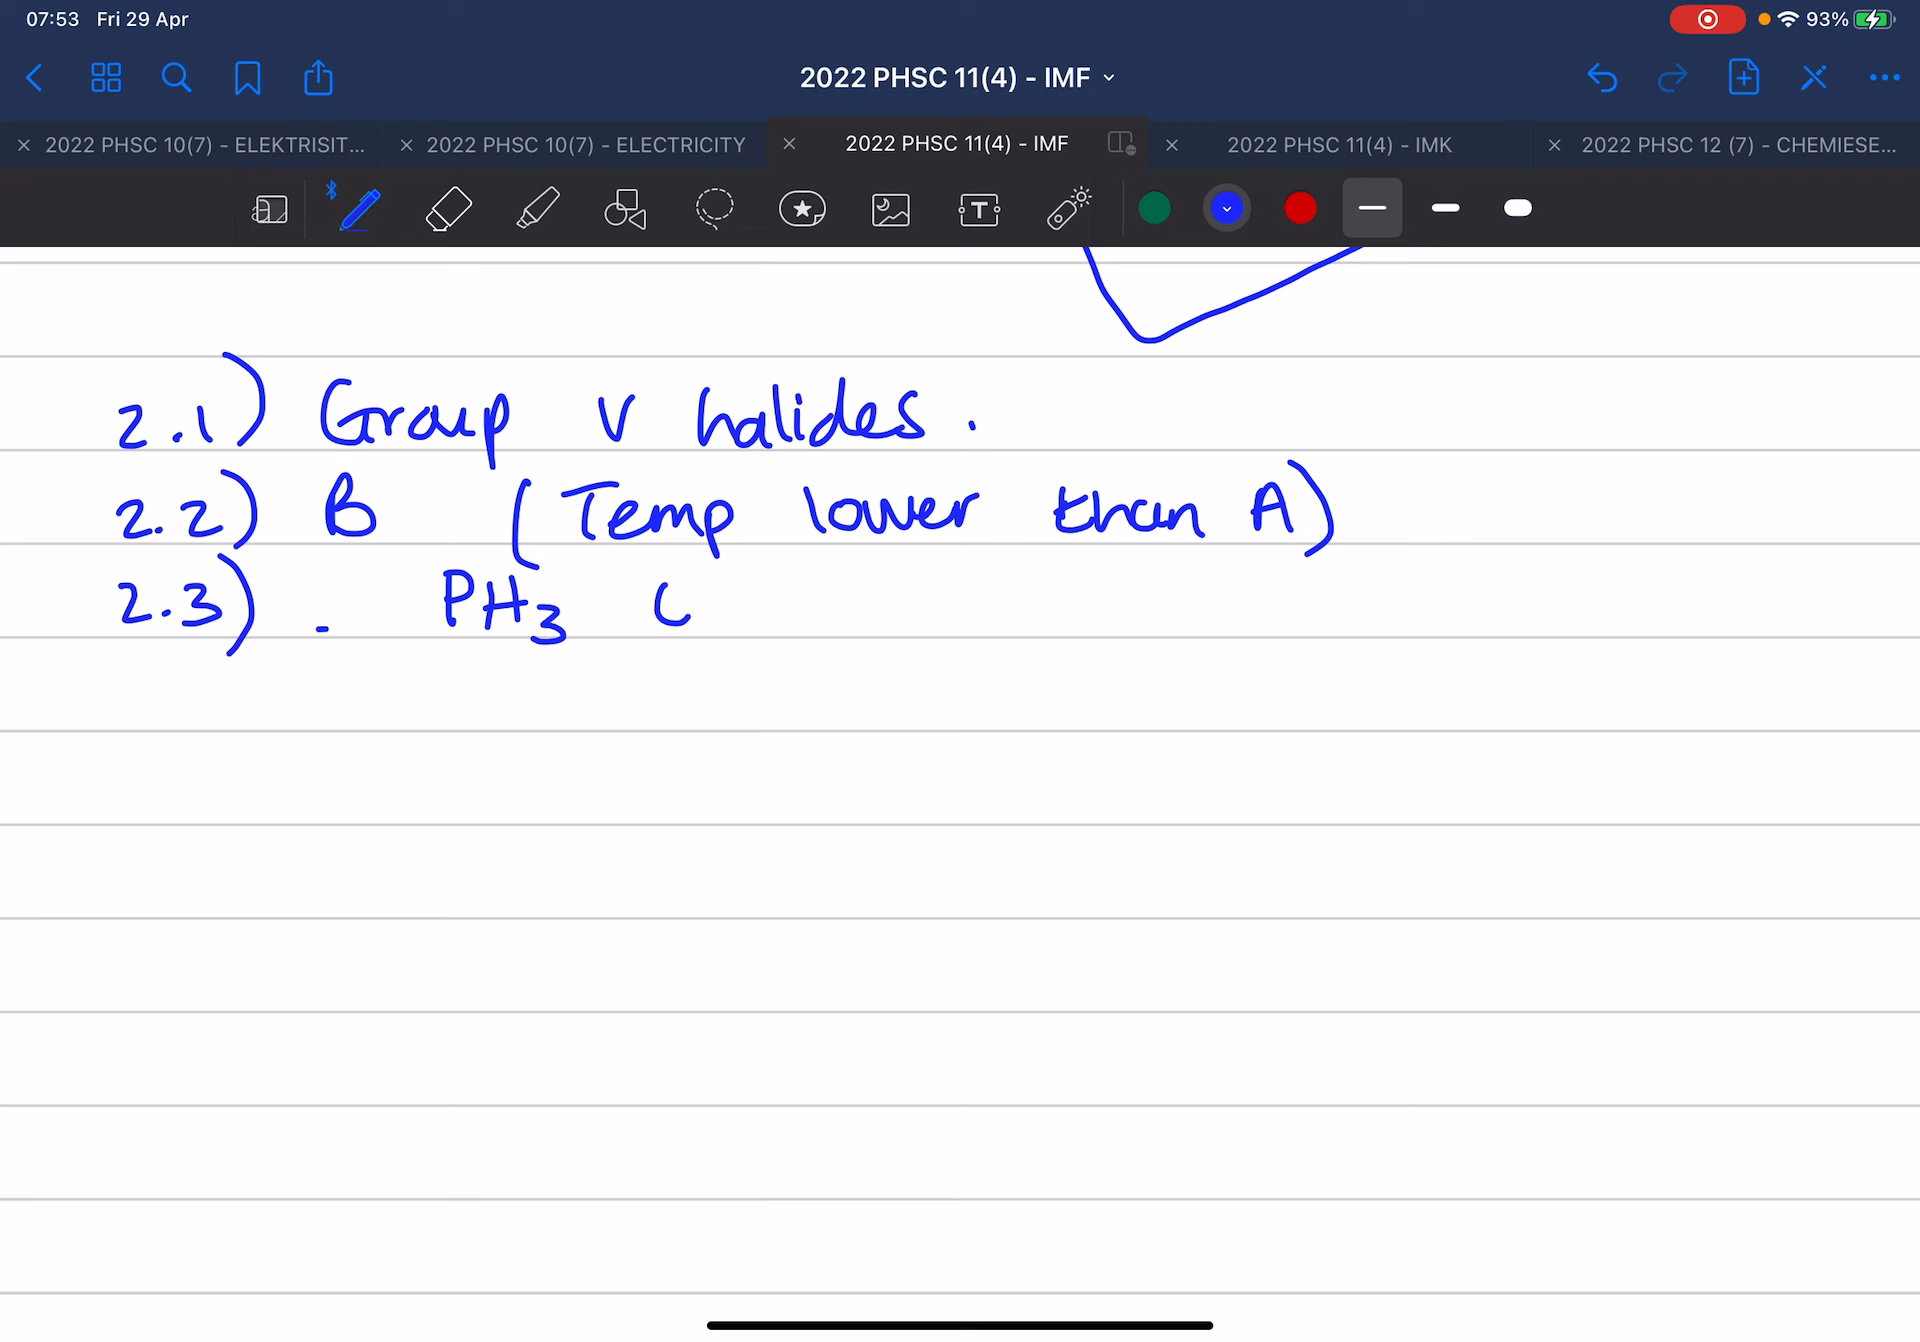 07:53 Fri 29 Apr 93%
2022 PHSC 11(4) - IMF
2022 PHSC 10(7) - ELEKTRISIT... 2022 PHSC 10(7) - ELECTRICITY 2022 PHSC 11(4) - IMF 2022 PHSC 11(4) - IMK 2022 PHSC 12 (7) - CHEMIESE...
2.1) Group V halides.
2.2) B (Temp lower than A)
2.3) - PH3 C